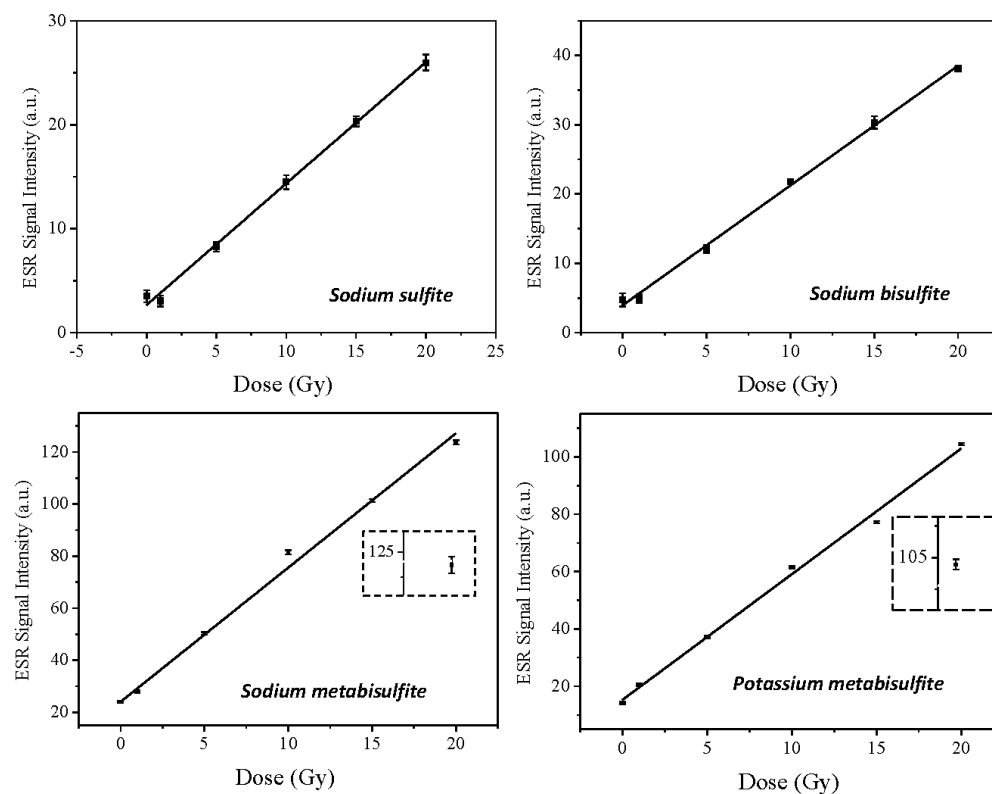 ESR Signal Intensity (a.u.)
30
20
10
0
-5 0 5 10 15 20 25
Dose (Gy)
Sodium sulfite
ESR Signal Intensity (a.u.)
40
30
20
10
0
0 5 10 15 20
Dose (Gy)
Sodium bisulfite
ESR Signal Intensity (a.u.)
120
100
80
60
40
20
0 5 10 15 20
Dose (Gy)
125
Sodium metabisulfite
ESR Signal Intensity (a.u.)
100
80
60
40
20
0 5 10 15 20
Dose (Gy)
105
Potassium metabisulfite